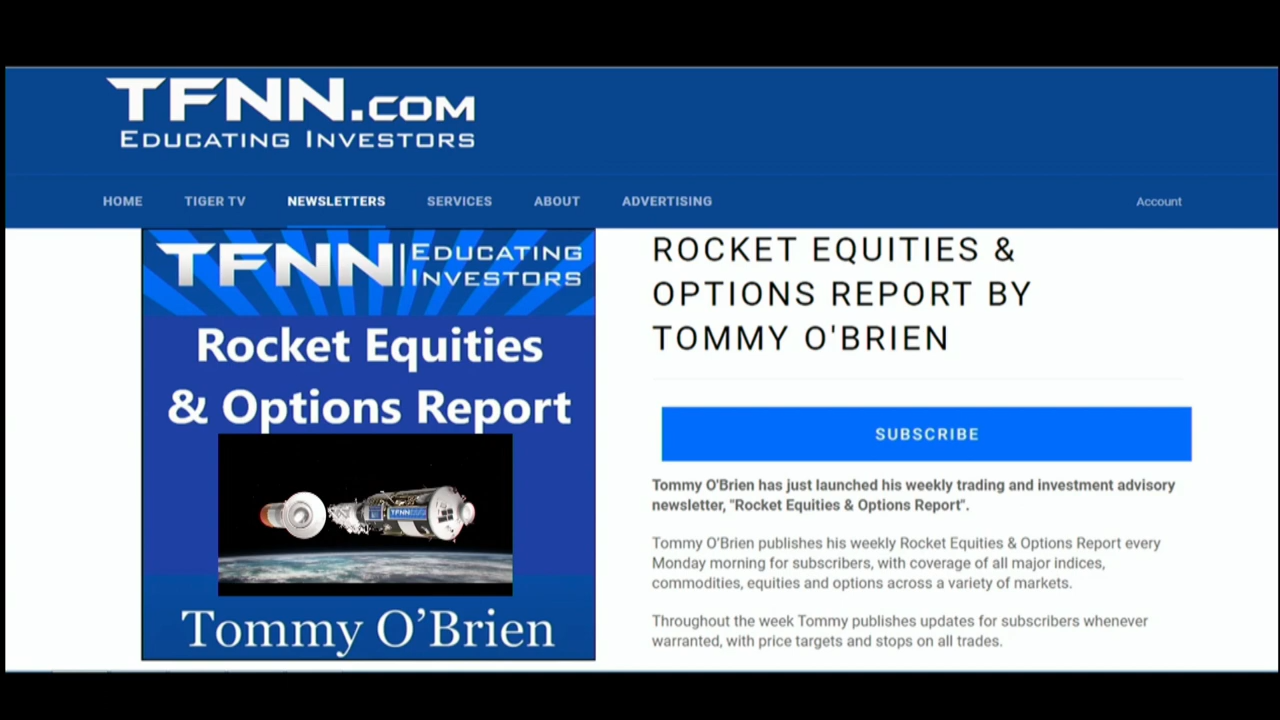 TFNN.COM
EDUCATING INVESTORS
HOME TIGER TV NEWSLETTERS SERVICES ABOUT ADVERTISING Account
TFNN EDUCATING
INVESTORS
Rocket Equities
& Options Report
TFNN.COM
Tommy O’Brien
ROCKET EQUITIES &
OPTIONS REPORT BY
TOMMY O'BRIEN
SUBSCRIBE
Tommy O'Brien has just launched his weekly trading and investment advisory
newsletter, "Rocket Equities & Options Report".
Tommy O’Brien publishes his weekly Rocket Equities & Options Report every
Monday morning for subscribers, with coverage of all major indices,
commodities, equities and options across a variety of markets.
Throughout the week Tommy publishes updates for subscribers whenever
warranted, with price targets and stops on all trades.